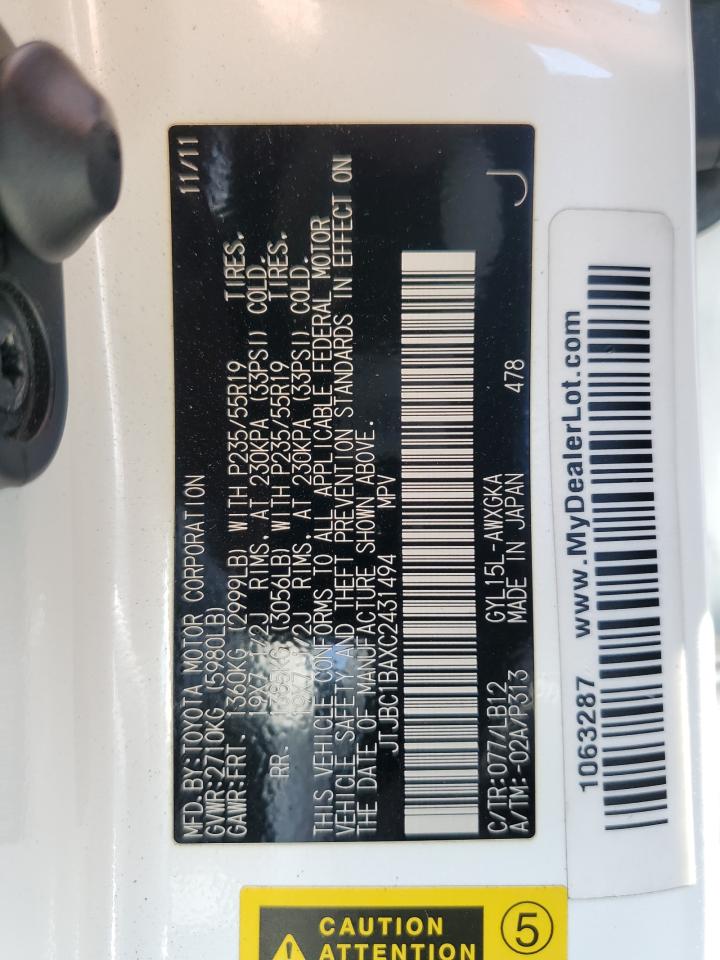 MFD.BY:TOYOTA MOTOR CORPORATION 11/11
GVWR:2710KG (5980LB)
GAWR:FRT. 1360KG (2999LB) WITH P235/55R19 TIRES,
19X7 1/2J RIMS, AT 230KPA (33PSI) COLD.
RR. 1385KG (3056LB) WITH P235/55R19 TIRES,
19X7 1/2J RIMS, AT 230KPA (33PSI) COLD.
THIS VEHICLE CONFORMS TO ALL APPLICABLE FEDERAL MOTOR
VEHICLE SAFETY AND THEFT PREVENTION STANDARDS IN EFFECT ON
THE DATE OF MANUFACTURE SHOWN ABOVE.
JTJBC1BAXC2431494 MPV
C/TR:077/LB12 GYL15L-AWXGKA 478
A/TM:-02A/P313 MADE IN JAPAN
J
www.MyDealerLot.com
1063287
CAUTION
ATTENTION
5